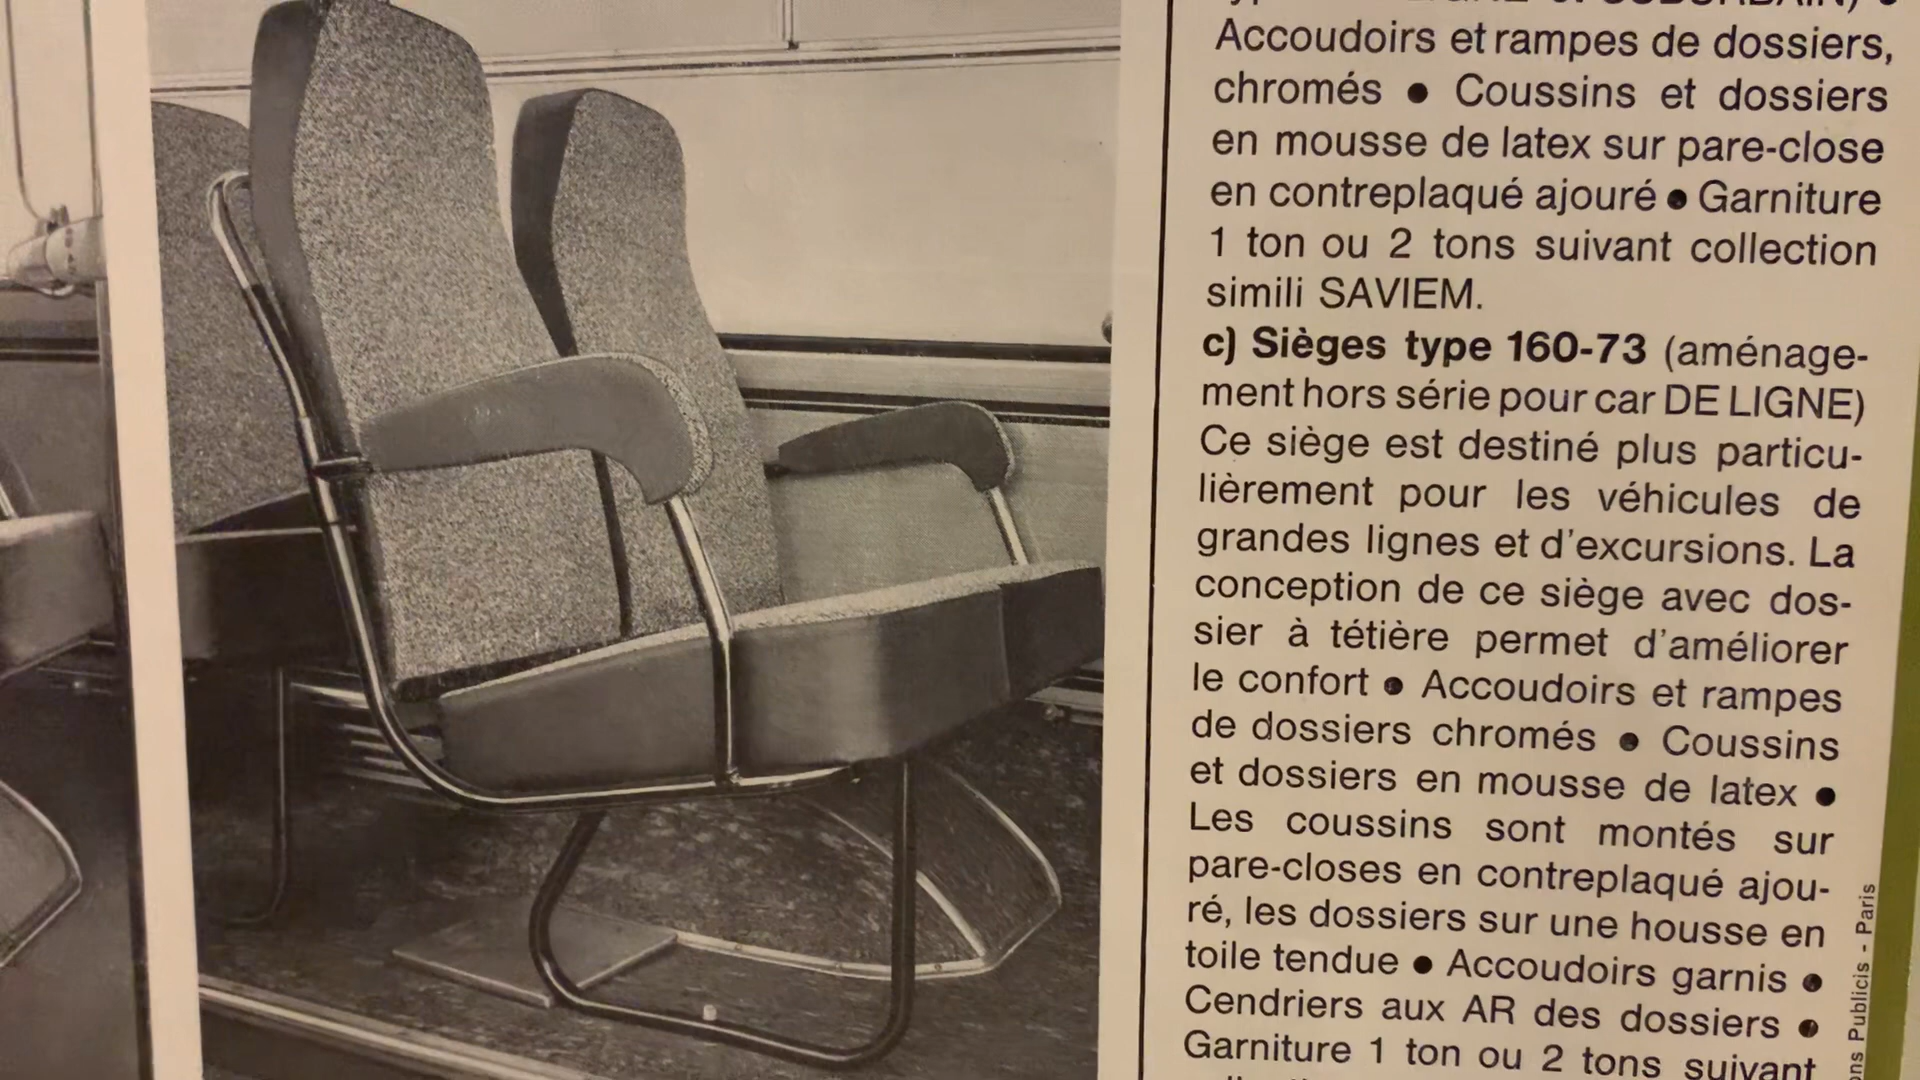 SUBURBAIN) ●
Accoudoirs et rampes de dossiers,
chromés ● Coussins et dossiers
en mousse de latex sur pare-close
en contreplaqué ajouré ● Garniture
1 ton ou 2 tons suivant collection
simili SAVIEM.
c) Sièges type 160-73 (aménage-
ment hors série pour car DE LIGNE)
Ce siège est destiné plus particu-
lièrement pour les véhicules de
grandes lignes et d'excursions. La
conception de ce siège avec dos-
sier à tétière permet d'améliorer
le confort ● Accoudoirs et rampes
de dossiers chromés ● Coussins
et dossiers en mousse de latex ●
Les coussins sont montés sur
pare-closes en contreplaqué ajou-
ré, les dossiers sur une housse en
toile tendue ● Accoudoirs garnis ●
Cendriers aux AR des dossiers ●
Garniture 1 ton ou 2 tons suivant
Publicis - Paris